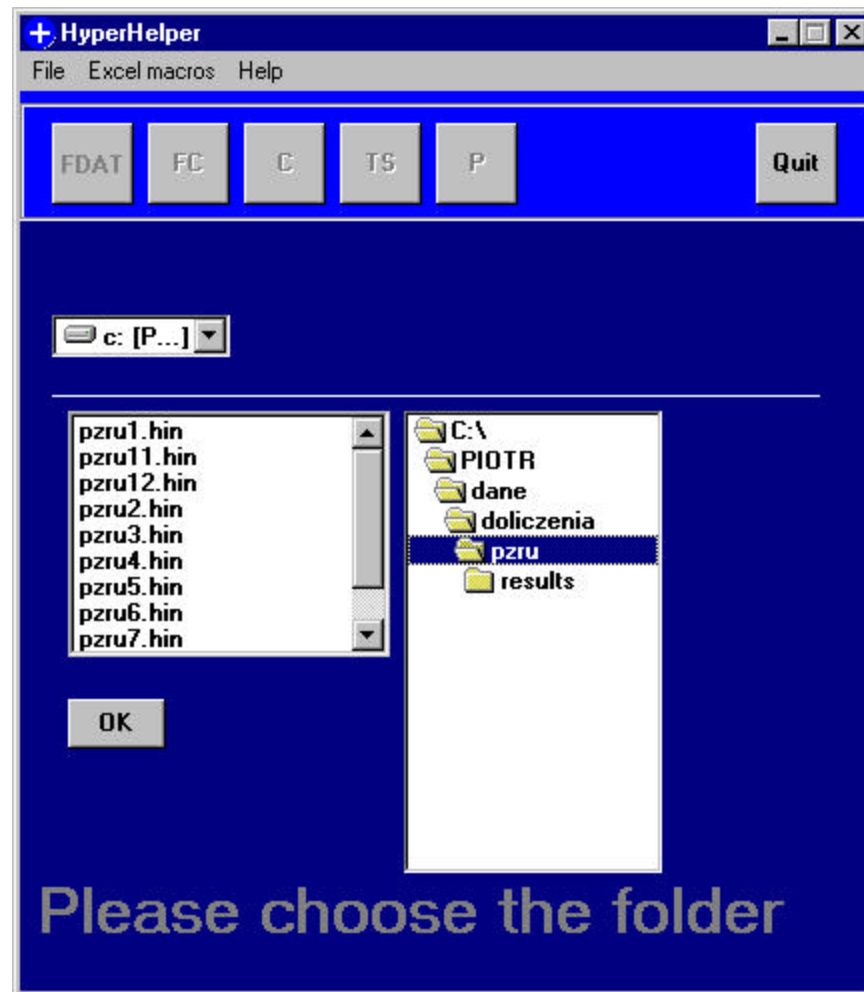 HyperHelper
File Excel macros Help
FDAT FC C TS P Quit
c: [P...]
pzru1.hin
pzru11.hin
pzru12.hin
pzru2.hin
pzru3.hin
pzru4.hin
pzru5.hin
pzru6.hin
pzru7.hin
C:\
PIOTR
dane
doliczenia
pzru
results
OK
Please choose the folder